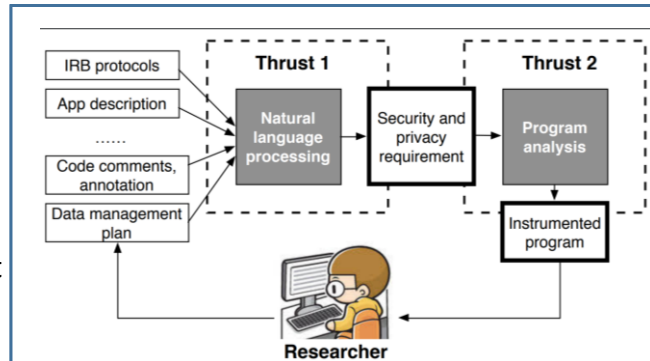 Thrust 1
Thrust 2
IRB protocols
App description
......
Code comments,
annotation
Data management
plan
Natural
language
processing
Security and
privacy
requirement
Program
analysis
Instrumented
program
Researcher